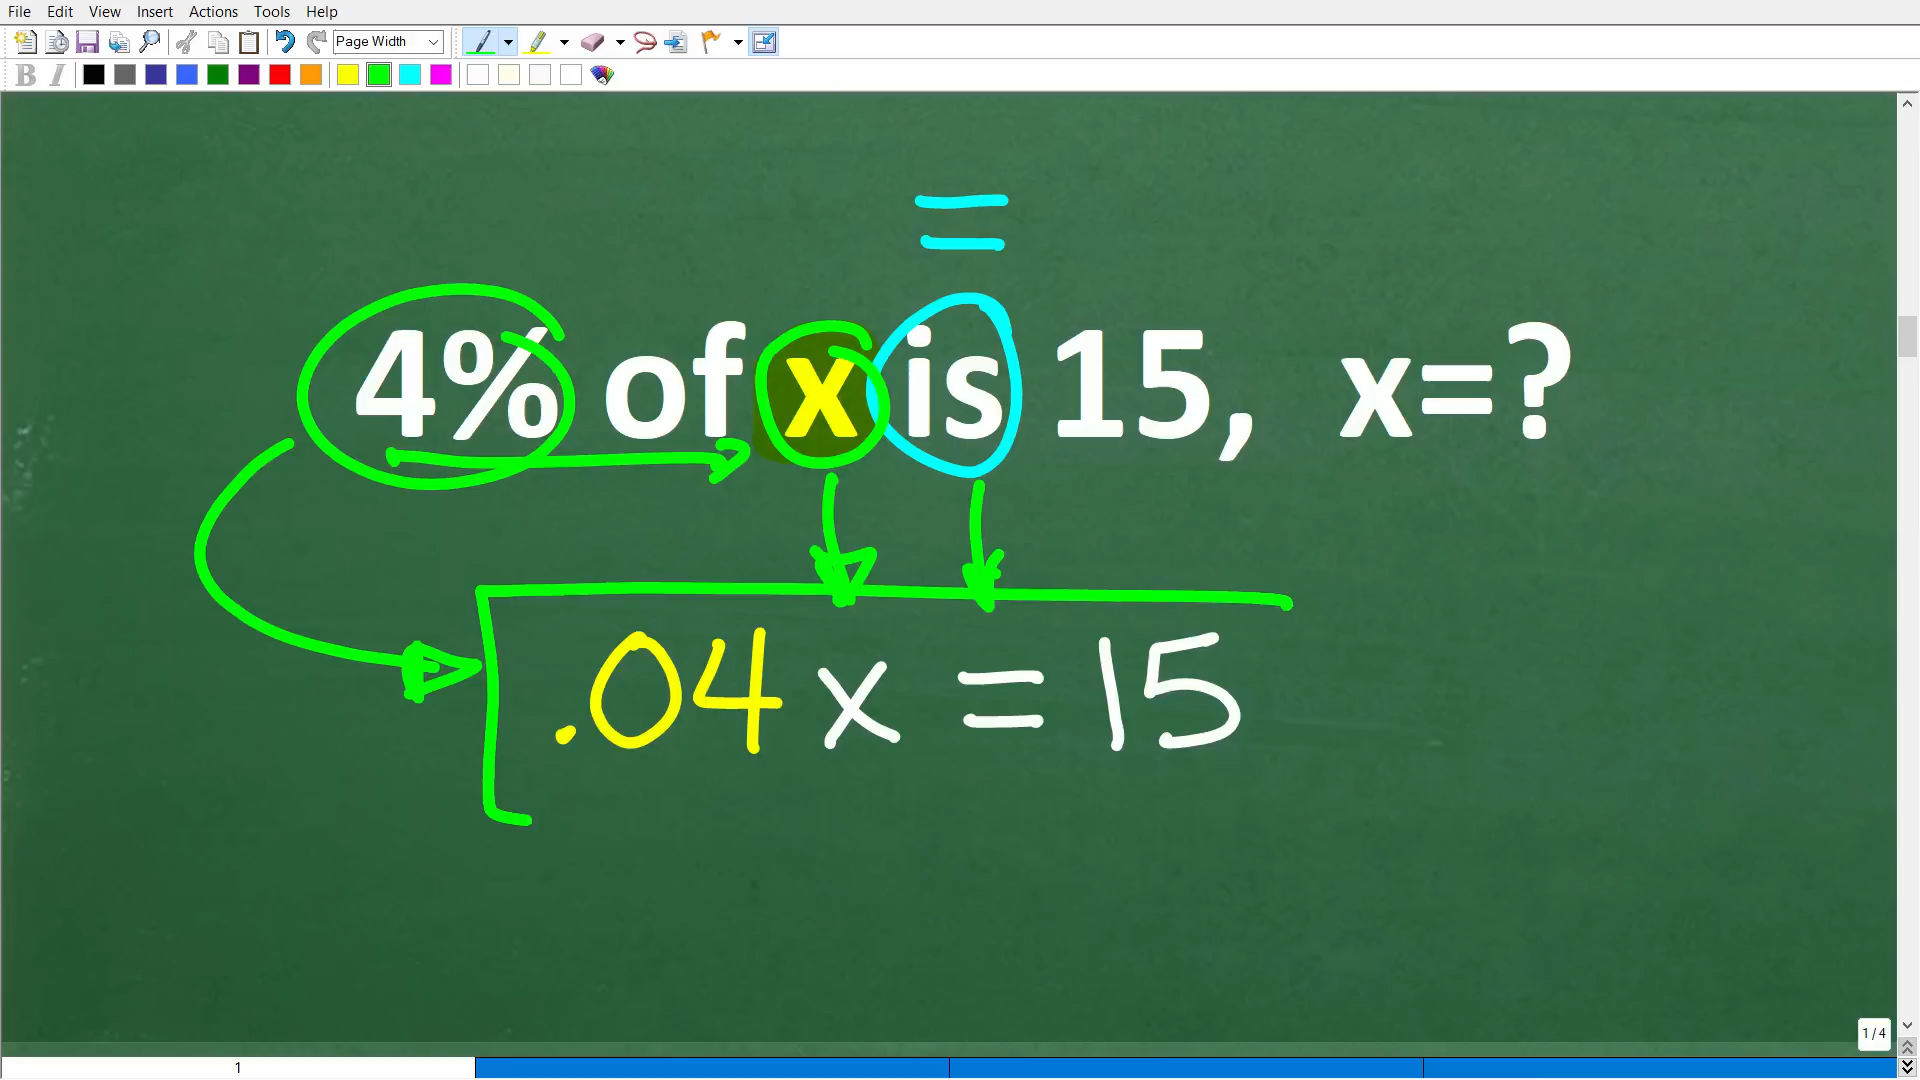 File Edit View Insert Actions Tools Help
Page Width
B I
=
4% of x is 15, x=?
.04x = 15
1 / 4
1